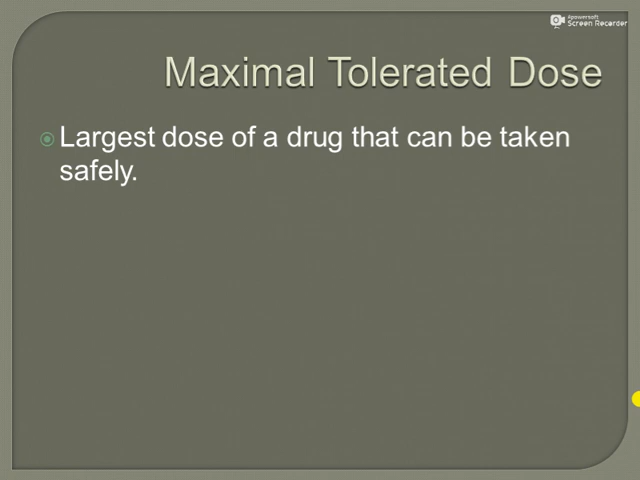 Apowersoft
Screen Recorder
Maximal Tolerated Dose
Largest dose of a drug that can be taken
safely.